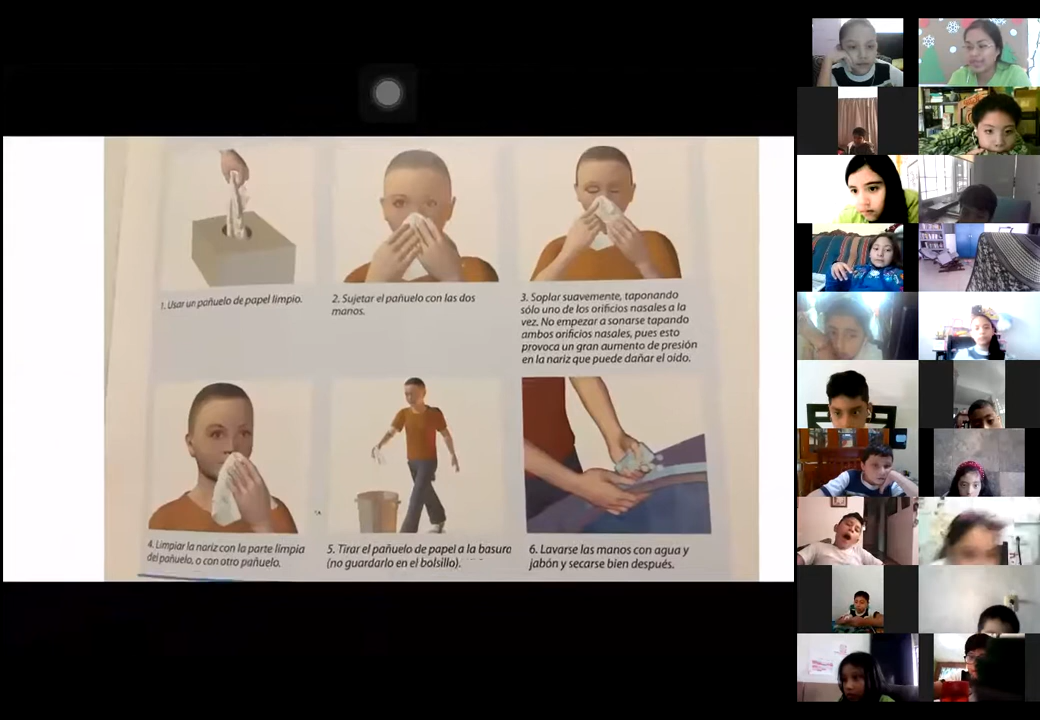 1. Usar un pañuelo de papel limpio.
2. Sujetar el pañuelo con las dos
manos.
3. Soplar suavemente, taponando
sólo uno de los orificios nasales a la
vez. No empezar a sonarse tapando
ambos orificios nasales, pues esto
provoca un gran aumento de presión
en la nariz que puede dañar el oído.
4. Limpiar la nariz con la parte limpia
del pañuelo, o con otro pañuelo.
5. Tirar el pañuelo de papel a la basura
(no guardarlo en el bolsillo).
6. Lavarse las manos con agua y
jabón y secarse bien después.